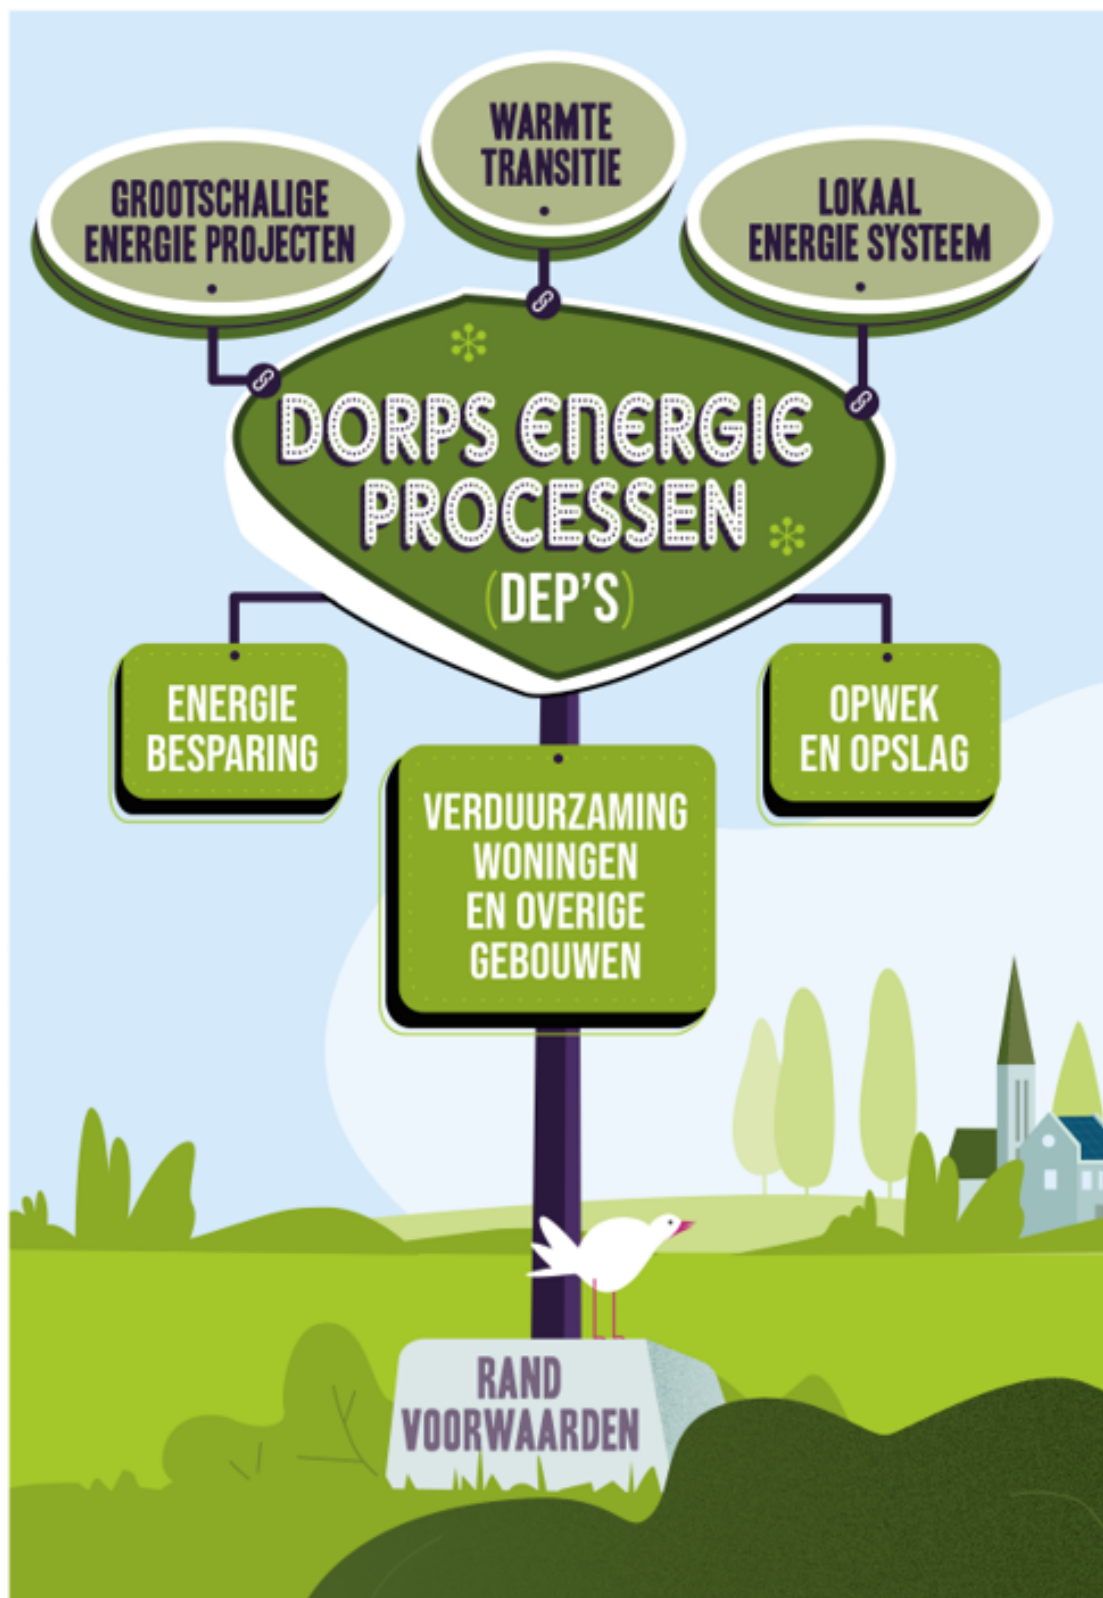 WARMTE
TRANSITIE
GROOTSCHALIGE
ENERGIE PROJECTEN
LOKAAL
ENERGIE SYSTEEM
DORPS ENERGIE
PROCESSEN
(DEP'S)
ENERGIE
BESPARING
OPWEK
EN OPSLAG
VERDUURZAMING
WONINGEN
EN OVERIGE
GEBOUWEN
RAND
VOORWAARDEN